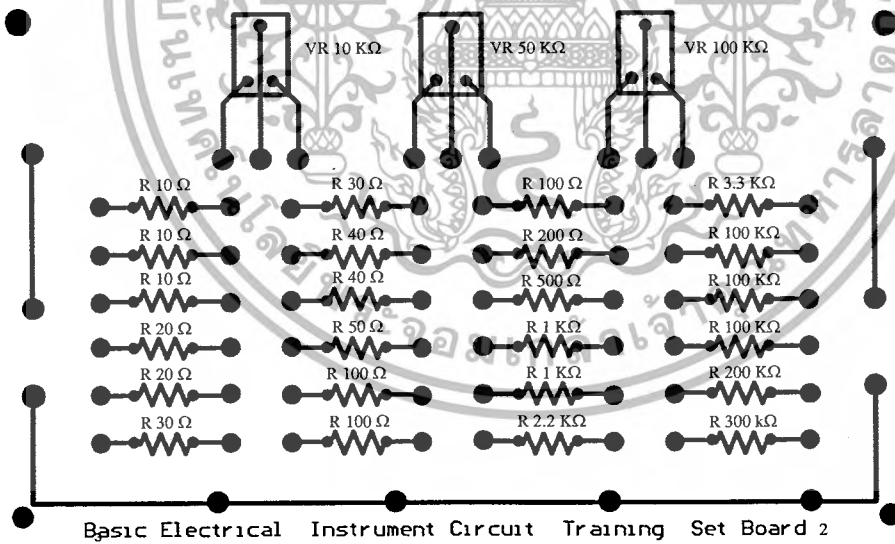 VR 10 KΩ VR 50 KΩ VR 100 KΩ
R 10 Ω R 30 Ω R 100 Ω R 3.3 KΩ
R 10 Ω R 40 Ω R 200 Ω R 100 KΩ
R 10 Ω R 40 Ω R 500 Ω R 100 KΩ
R 20 Ω R 50 Ω R 1 KΩ R 100 KΩ
R 20 Ω R 100 Ω R 1 KΩ R 200 KΩ
R 30 Ω R 100 Ω R 2.2 KΩ R 300 kΩ
Basic Electrical Instrument Circuit Training Set Board 2